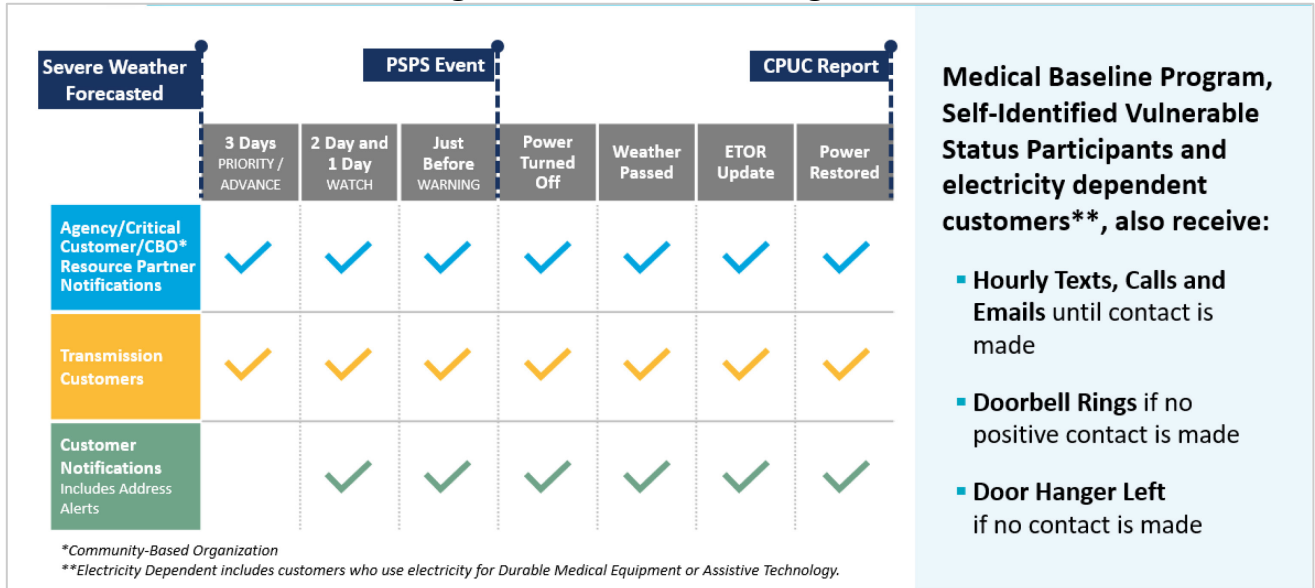 Severe Weather
Forecasted
PSPS Event
CPUC Report
3 Days
PRIORITY /
ADVANCE
2 Day and
1 Day
WATCH
Just
Before
WARNING
Power
Turned
Off
Weather
Passed
ETOR
Update
Power
Restored
Agency/Critical
Customer/CBO*
Resource Partner
Notifications
Transmission
Customers
Customer
Notifications
Includes Address
Alerts
*Community-Based Organization
**Electricity Dependent includes customers who use electricity for Durable Medical Equipment or Assistive Technology.
Medical Baseline Program,
Self-Identified Vulnerable
Status Participants and
electricity dependent
customers**, also receive:
▪ Hourly Texts, Calls and
Emails until contact is
made
▪ Doorbell Rings if no
positive contact is made
▪ Door Hanger Left
if no contact is made